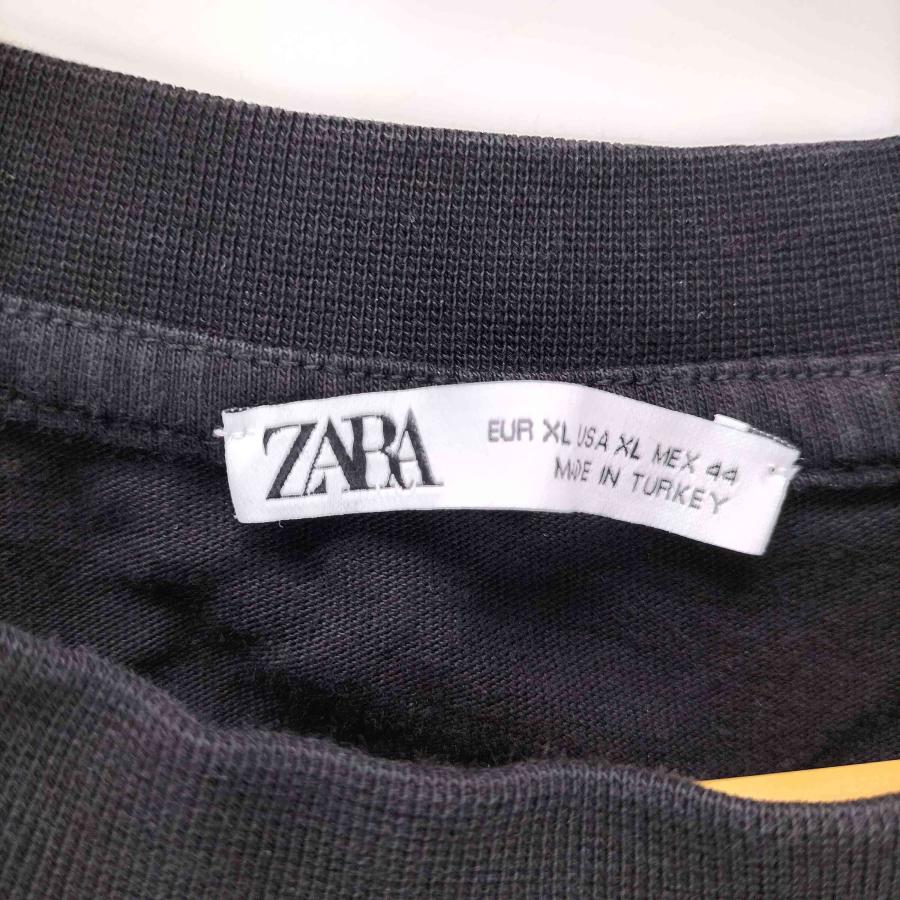 ZARA
EUR XL USA XL MEX 44
MADE IN TURKEY